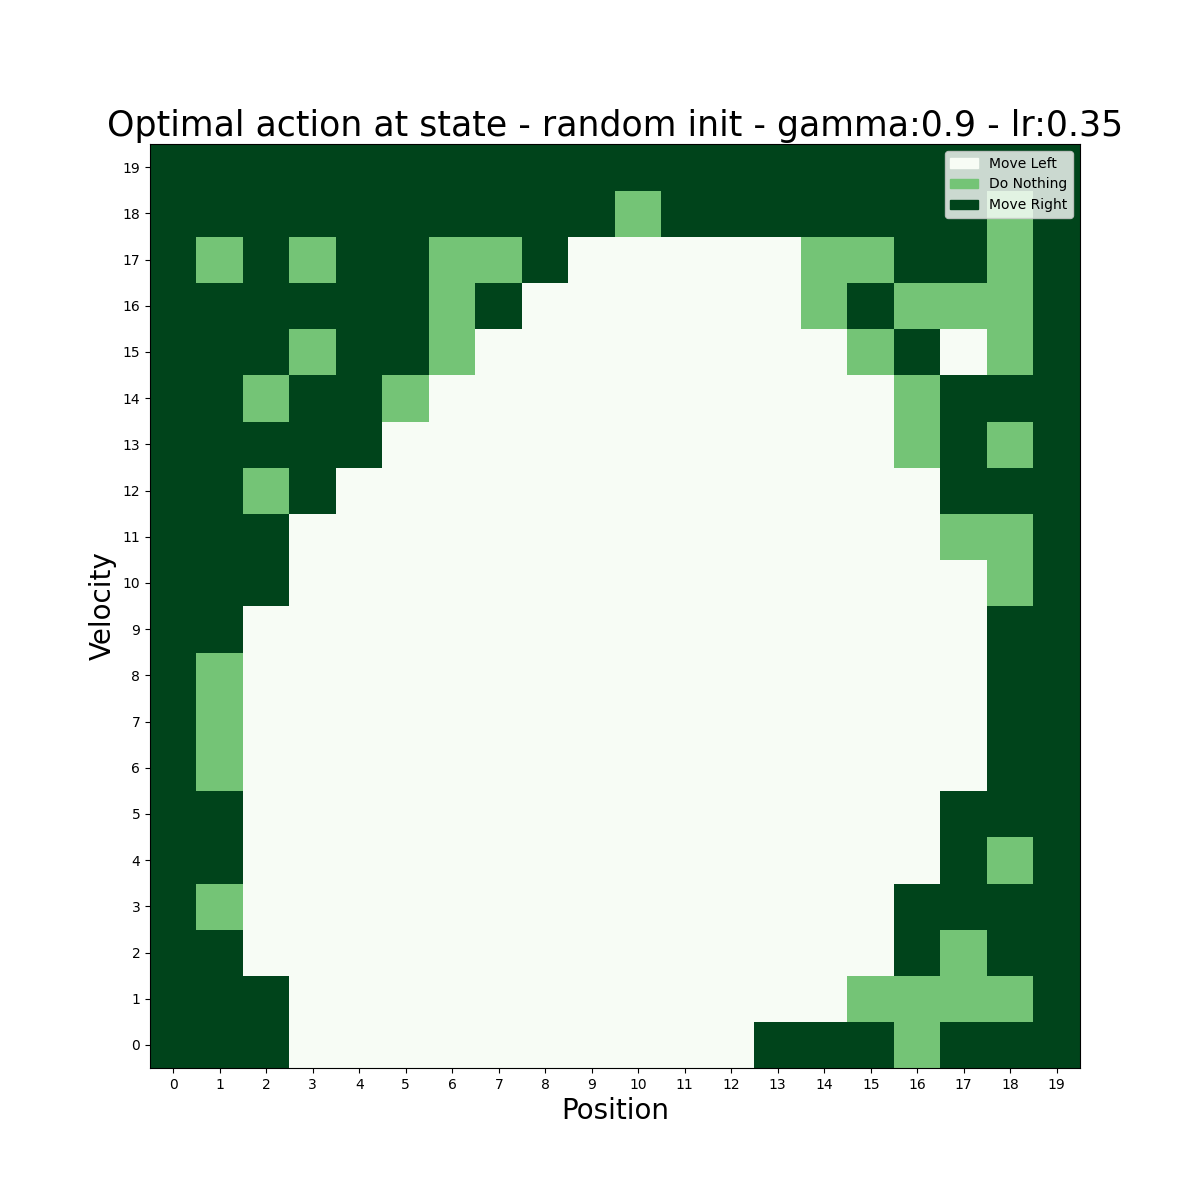 Optimal action at state - random init - gamma:0.9 - lr:0.35
Move Left
Do Nothing
Move Right
19
18
17
16
15
14
13
12
11
10
9
8
7
6
5
4
3
2
1
0
Velocity
0 1 2 3 4 5 6 7 8 9 10 11 12 13 14 15 16 17 18 19
Position